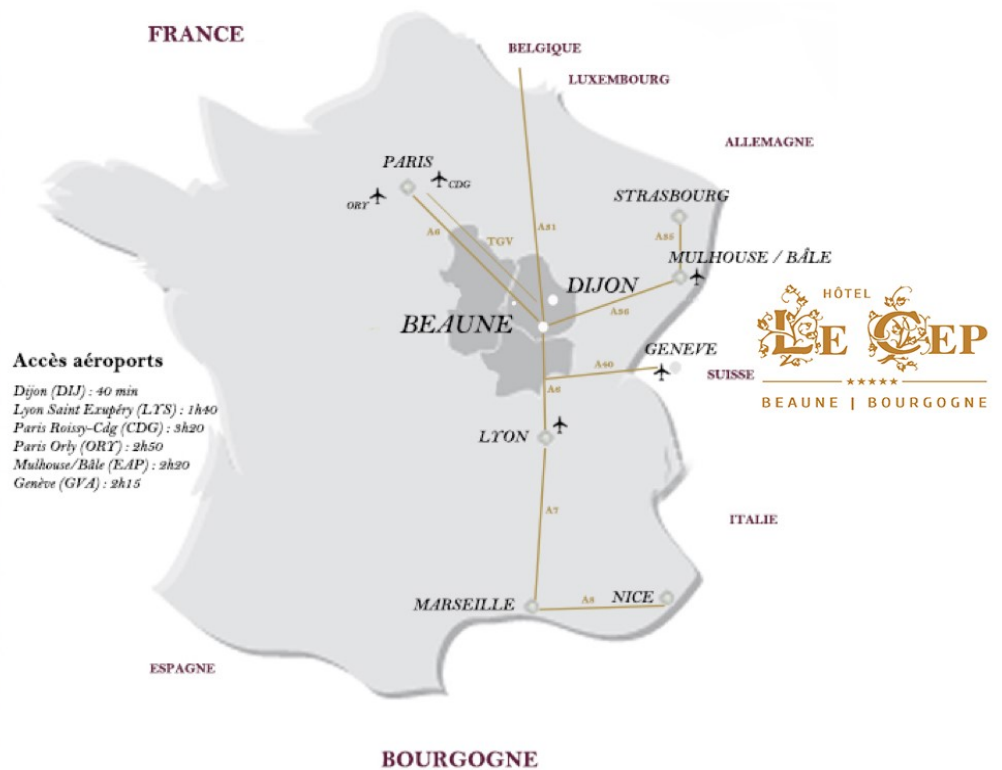 FRANCE
BELGIQUE
LUXEMBOURG
ALLEMAGNE
PARIS
CDG
ORY
STRASBOURG
A6
TGV
A31
A35
MULHOUSE / BÂLE
DIJON
A36
HÔTEL
LE CEP
BEAUNE | BOURGOGNE
BEAUNE
GENEVE
A40
SUISSE
A6
Accès aéroports
Dijon (DIJ) : 40 min
Lyon Saint Exupéry (LYS) : 1h40
Paris Roissy-Cdg (CDG) : 3h20
Paris Orly (ORY) : 2h50
Mulhouse/Bâle (EAP) : 2h20
Genève (GVA) : 2h15
LYON
A7
ITALIE
MARSEILLE
A8
NICE
ESPAGNE
BOURGOGNE